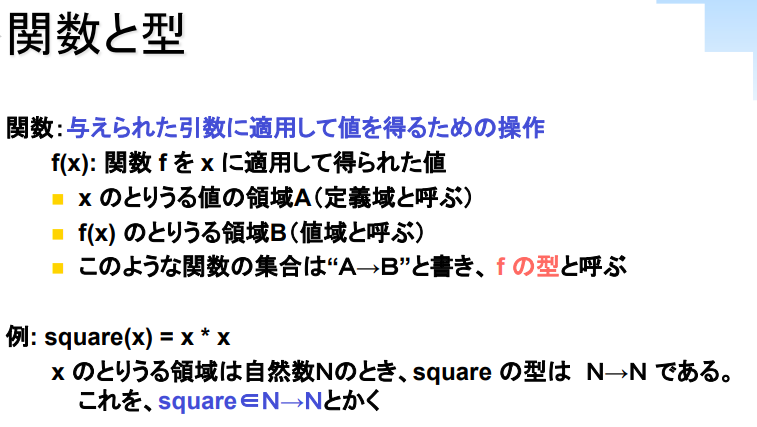 関数と型
関数：与えられた引数に適用して値を得るための操作
f(x): 関数 f を x に適用して得られた値
x のとりうる値の領域A（定義域と呼ぶ）
f(x) のとりうる領域B（値域と呼ぶ）
このような関数の集合は“A→B”と書き、 f の型と呼ぶ
例: square(x) = x * x
x のとりうる領域は自然数Nのとき、square の型は N→N である。
これを、square∈N→Nとかく